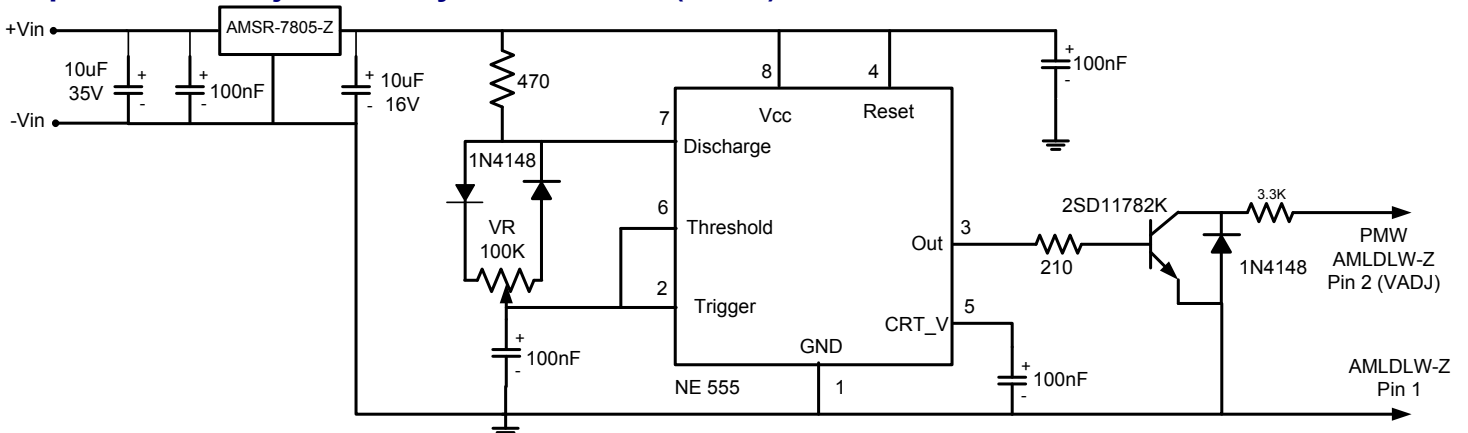 +Vin
AMSR-7805-Z
10uF
35V
+
-
+
-
100nF
+
-
10uF
16V
-Vin
470
8
4
Vcc
Reset
+
-
100nF
7
Discharge
1N4148
6
Threshold
VR
100K
2
Trigger
Out
3
210
2SD11782K
3.3K
1N4148
PMW
AMLDLW-Z
Pin 2 (VADJ)
CRT_V
5
GND
+
-
100nF
NE 555
1
+
-
100nF
AMLDLW-Z
Pin 1